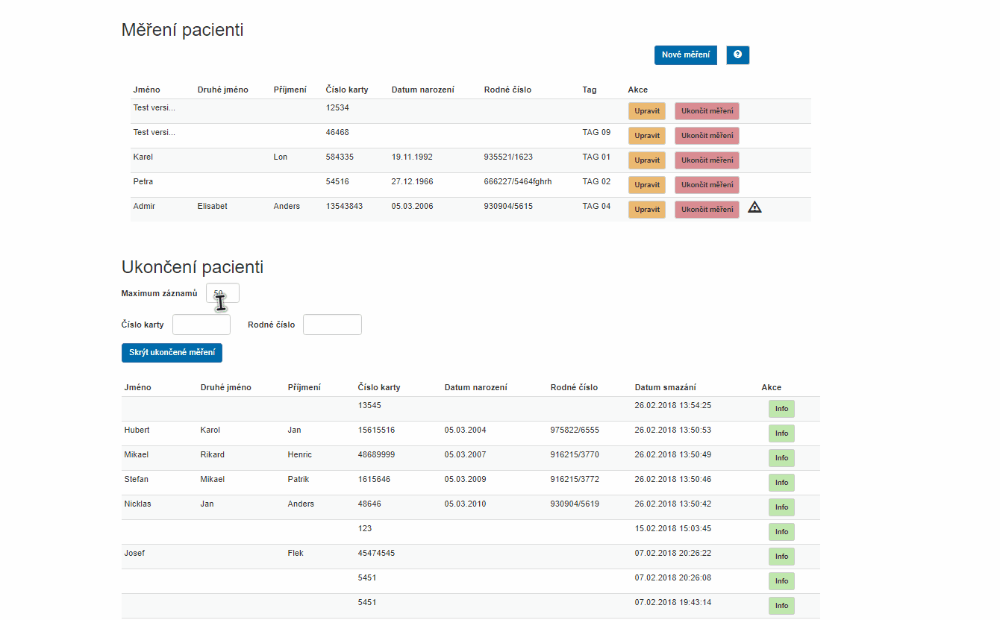 Měření pacienti
Nové měření ?
Jméno Druhé jméno Příjmení Číslo karty Datum narození Rodné číslo Tag Akce
Test versi... 12534 Upravit Ukončit měření
Test versi... 46468 TAG 09 Upravit Ukončit měření
Karel Lon 584335 19.11.1992 935521/1623 TAG 01 Upravit Ukončit měření
Petra 54516 27.12.1966 666227/5464fghrh TAG 02 Upravit Ukončit měření
Admir Elisabet Anders 13543843 05.03.2006 930904/5615 TAG 04 Upravit Ukončit měření
Ukončení pacienti
Maximum záznamů 50
Číslo karty Rodné číslo
Skrýt ukončené měření
Jméno Druhé jméno Příjmení Číslo karty Datum narození Rodné číslo Datum smazání Akce
13545 26.02.2018 13:54:25 Info
Hubert Karol Jan 15615516 05.03.2004 975822/6555 26.02.2018 13:50:53 Info
Mikael Rikard Henric 48689999 05.03.2007 916215/3770 26.02.2018 13:50:49 Info
Stefan Mikael Patrik 1615646 05.03.2009 916215/3772 26.02.2018 13:50:46 Info
Nicklas Jan Anders 48646 05.03.2010 930904/5619 26.02.2018 13:50:42 Info
123 15.02.2018 15:03:45 Info
Josef Flek 45474545 07.02.2018 20:26:22 Info
5451 07.02.2018 20:26:08 Info
5451 07.02.2018 19:43:14 Info